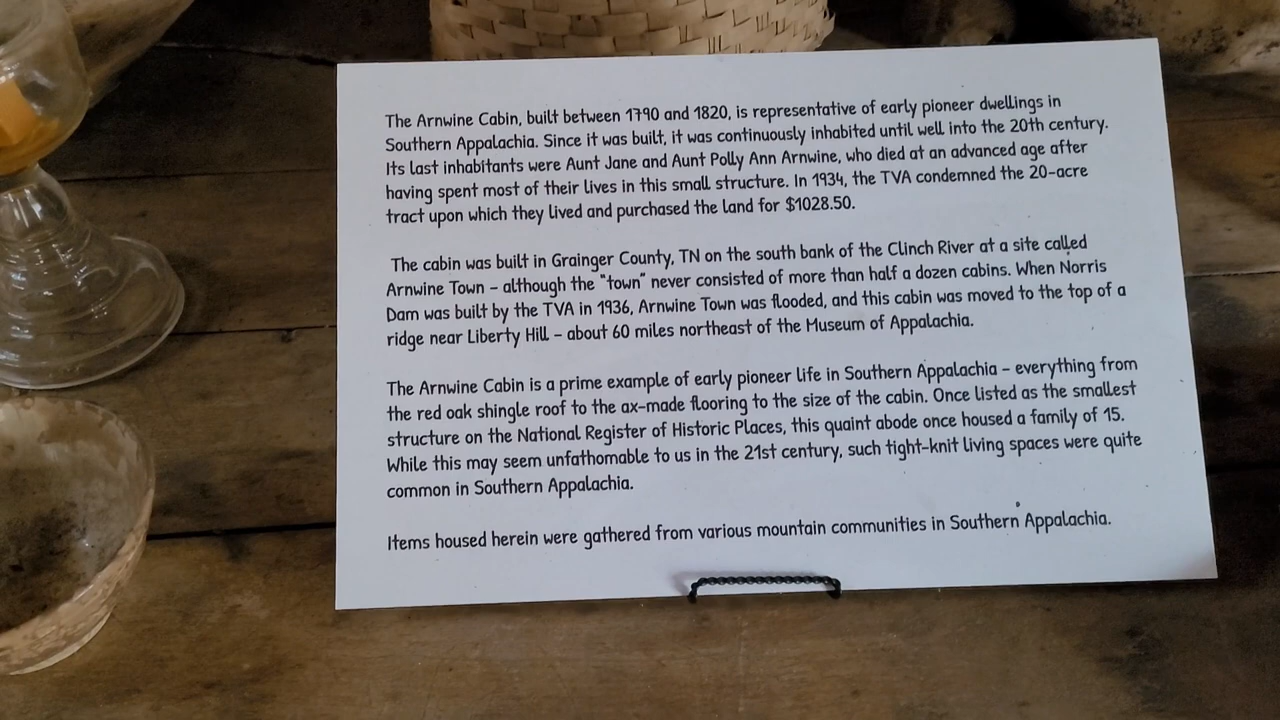 The Arnwine Cabin, built between 1790 and 1820, is representative of early pioneer dwellings in
Southern Appalachia. Since it was built, it was continuously inhabited until well into the 20th century.
Its last inhabitants were Aunt Jane and Aunt Polly Ann Arnwine, who died at an advanced age after
having spent most of their lives in this small structure. In 1934, the TVA condemned the 20-acre
tract upon which they lived and purchased the land for $1028.50.
The cabin was built in Grainger County, TN on the south bank of the Clinch River at a site called
Arnwine Town – although the "town" never consisted of more than half a dozen cabins. When Norris
Dam was built by the TVA in 1936, Arnwine Town was flooded, and this cabin was moved to the top of a
ridge near Liberty Hill – about 60 miles northeast of the Museum of Appalachia.
The Arnwine Cabin is a prime example of early pioneer life in Southern Appalachia – everything from
the red oak shingle roof to the ax-made flooring to the size of the cabin. Once listed as the smallest
structure on the National Register of Historic Places, this quaint abode once housed a family of 15.
While this may seem unfathomable to us in the 21st century, such tight-knit living spaces were quite
common in Southern Appalachia.
Items housed herein were gathered from various mountain communities in Southern Appalachia.